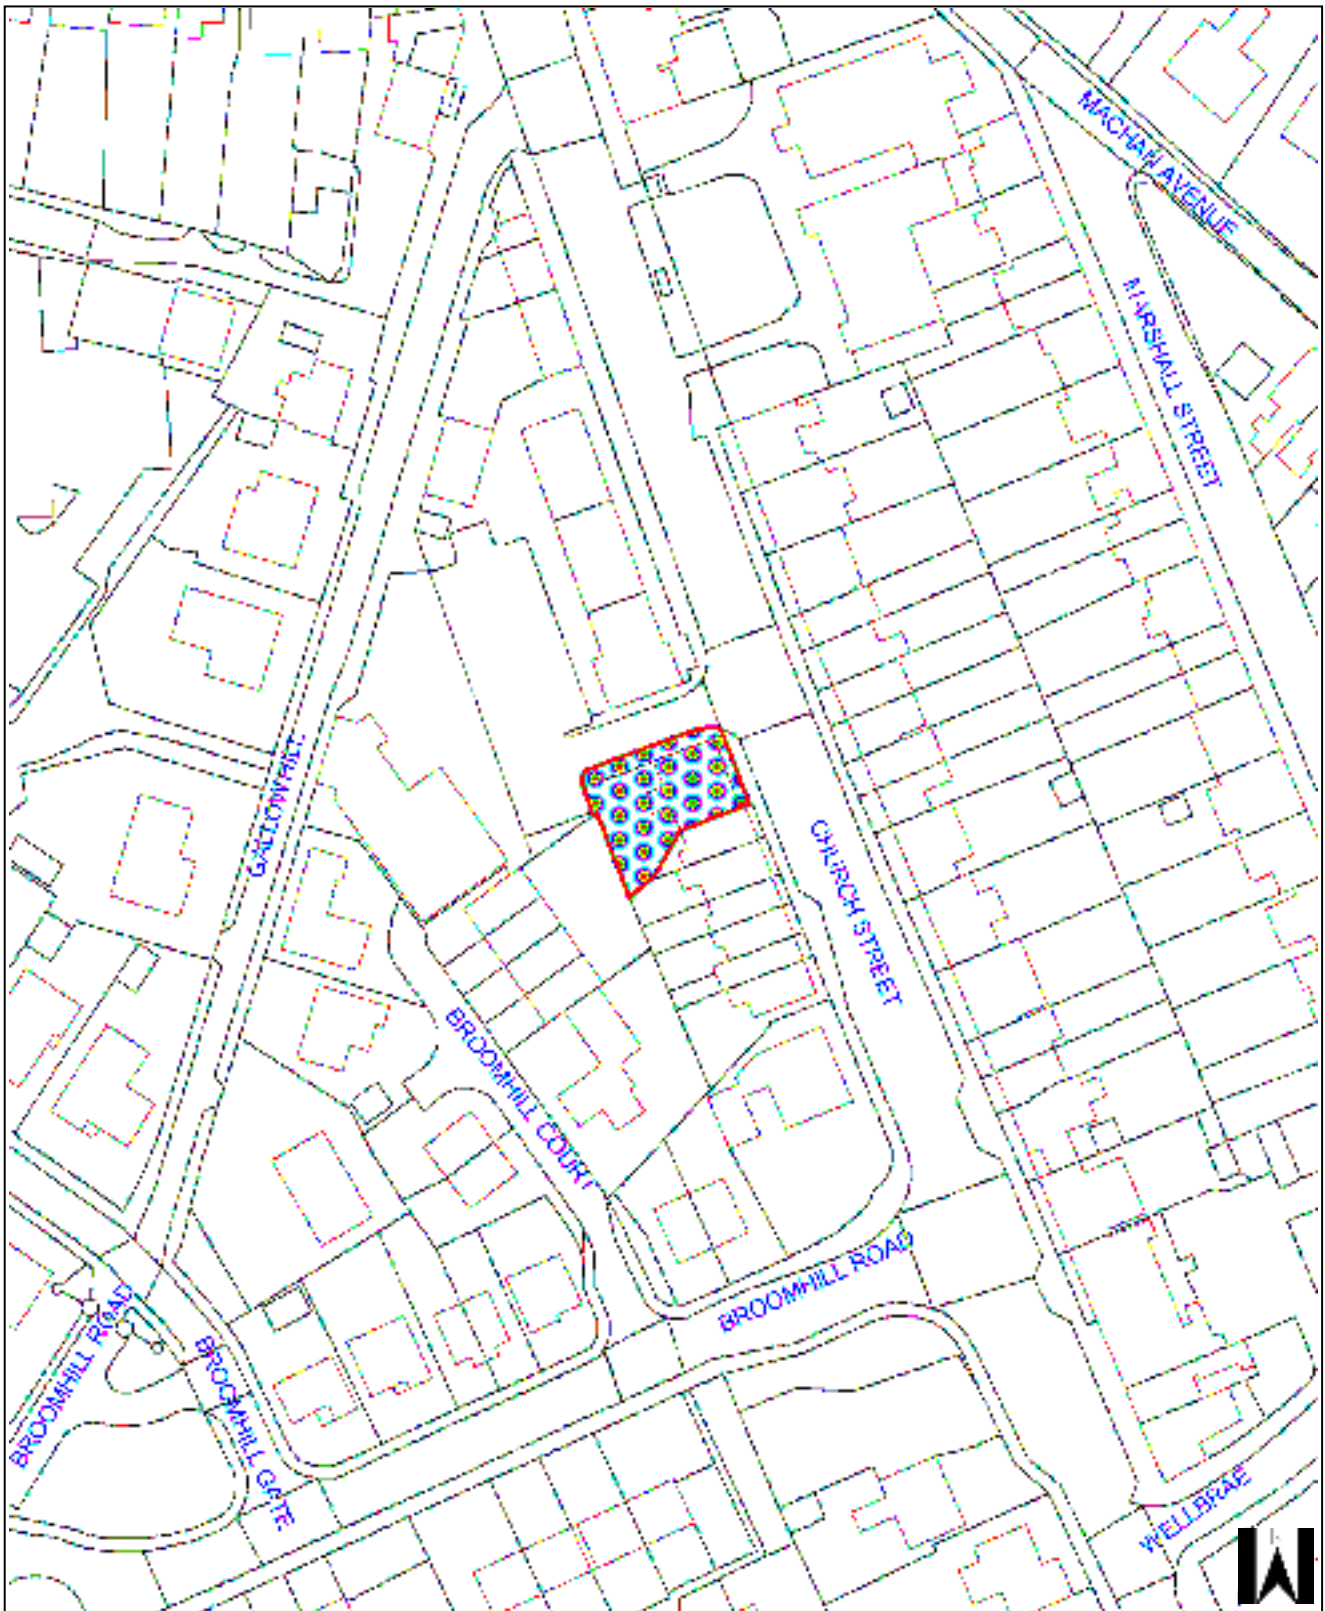 MACHAN AVENUE
MARSHALL STREET
GALLOWHILL
CHURCH STREET
BROOMHILL COURT
BROOMHILL ROAD
BROOMHILL ROAD
BROOMHILL GATE
WELLBRAE